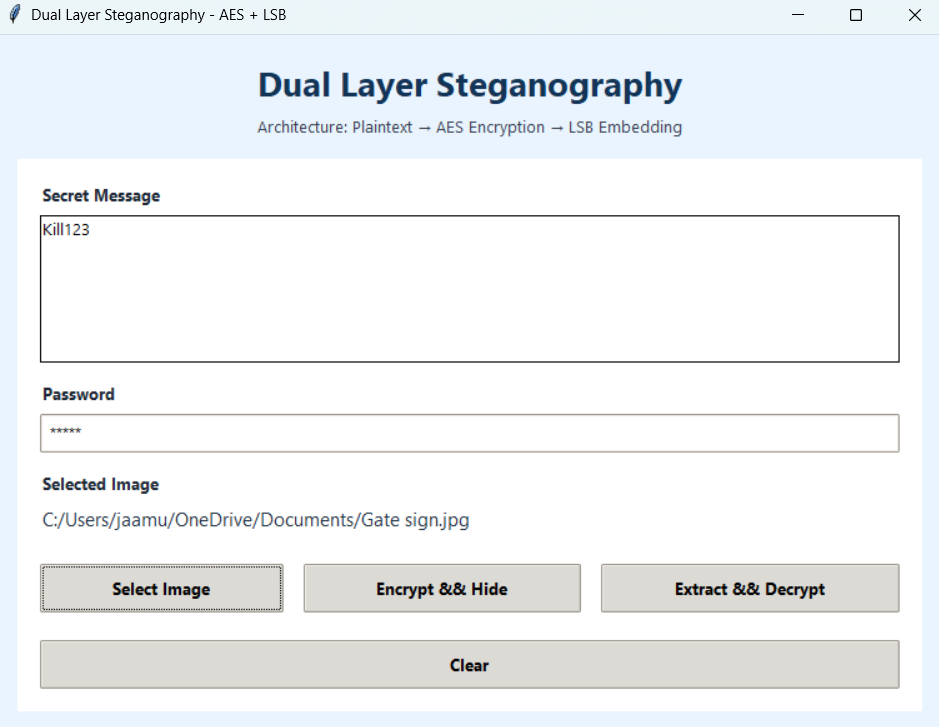 Dual Layer Steganography - AES + LSB
Dual Layer Steganography
Architecture: Plaintext → AES Encryption → LSB Embedding
Secret Message
Kill123
Password
*****
Selected Image
C:/Users/jaamu/OneDrive/Documents/Gate sign.jpg
Select Image
Encrypt && Hide
Extract && Decrypt
Clear